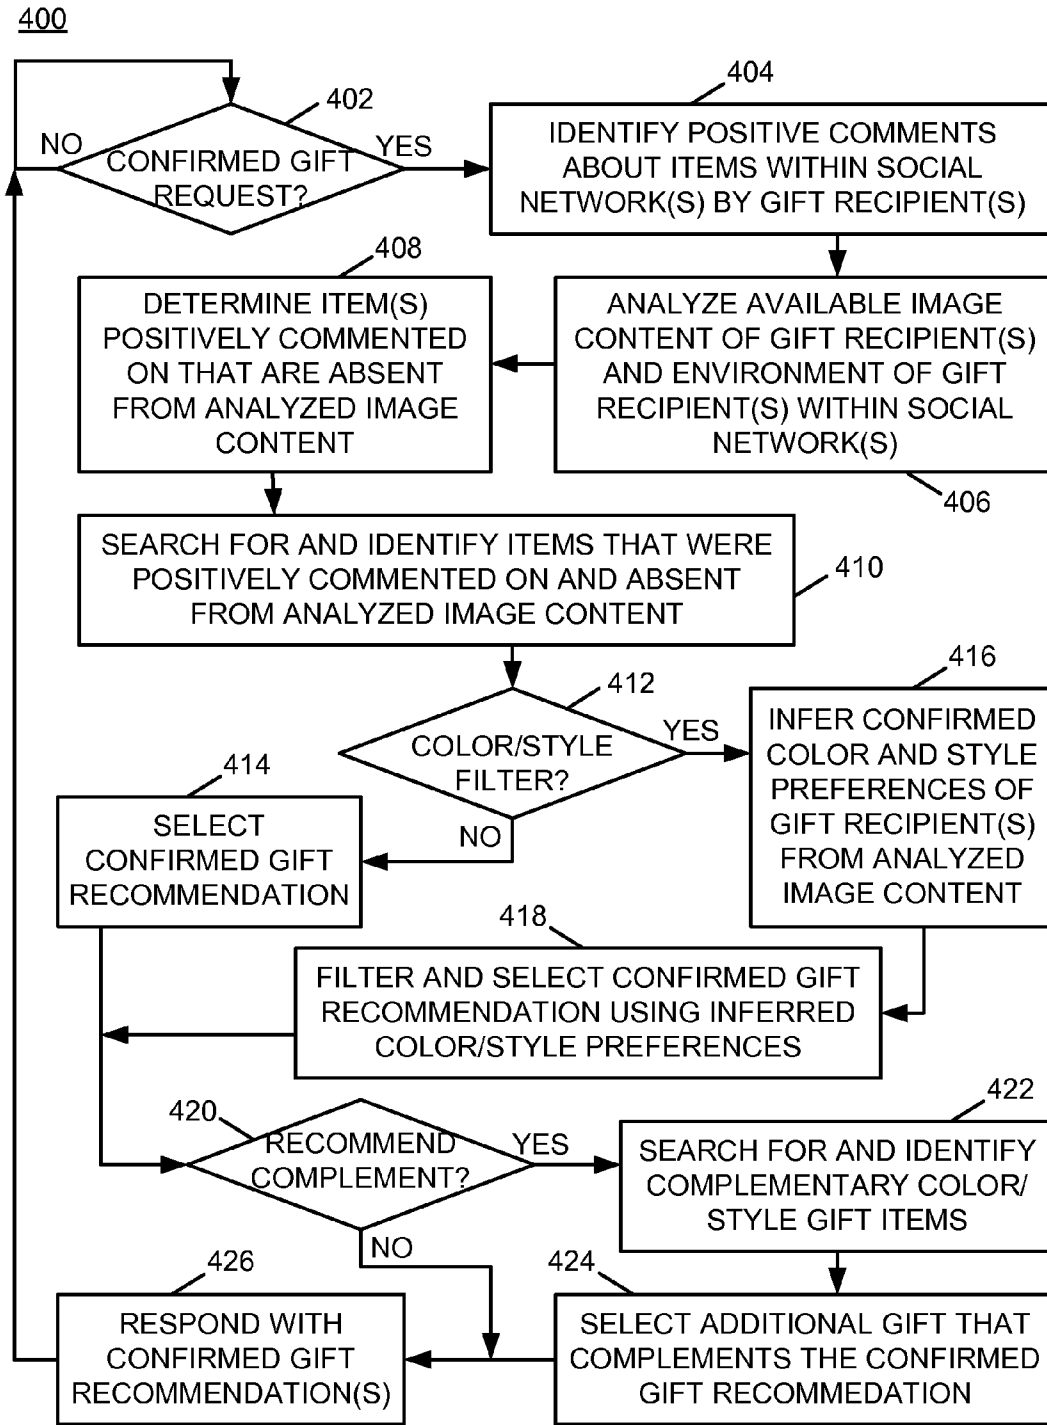 400
402
NO
YES
CONFIRMED GIFT
REQUEST?
404
IDENTIFY POSITIVE COMMENTS
ABOUT ITEMS WITHIN SOCIAL
NETWORK(S) BY GIFT RECIPIENT(S)
406
ANALYZE AVAILABLE IMAGE
CONTENT OF GIFT RECIPIENT(S)
AND ENVIRONMENT OF GIFT
RECIPIENT(S) WITHIN SOCIAL
NETWORK(S)
408
DETERMINE ITEM(S)
POSITIVELY COMMENTED
ON THAT ARE ABSENT
FROM ANALYZED IMAGE
CONTENT
410
SEARCH FOR AND IDENTIFY ITEMS THAT WERE
POSITIVELY COMMENTED ON AND ABSENT
FROM ANALYZED IMAGE CONTENT
412
COLOR/STYLE
FILTER?
YES
NO
414
SELECT
CONFIRMED GIFT
RECOMMENDATION
416
INFER CONFIRMED
COLOR AND STYLE
PREFERENCES OF
GIFT RECIPIENT(S)
FROM ANALYZED
IMAGE CONTENT
418
FILTER AND SELECT CONFIRMED GIFT
RECOMMENDATION USING INFERRED
COLOR/STYLE PREFERENCES
420
RECOMMEND
COMPLEMENT?
YES
NO
422
SEARCH FOR AND IDENTIFY
COMPLEMENTARY COLOR/
STYLE GIFT ITEMS
424
SELECT ADDITIONAL GIFT THAT
COMPLEMENTS THE CONFIRMED
GIFT RECOMMEDATION
426
RESPOND WITH
CONFIRMED GIFT
RECOMMENDATION(S)